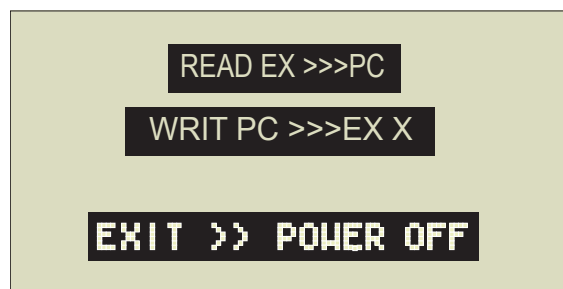 READ EX >>>PC
WRIT PC >>>EX X
EXIT >> POWER OFF